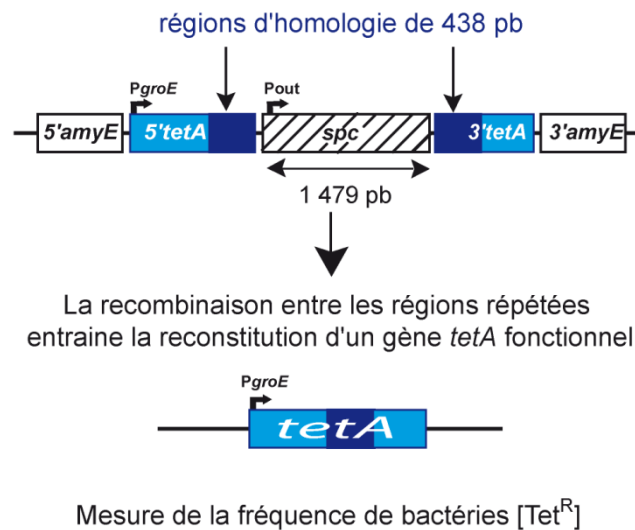 régions d'homologie de 438 pb
PgroE
Pout
5'amyE 5'tetA spc 3'tetA 3'amyE
1 479 pb
La recombinaison entre les régions répétées
entraine la reconstitution d'un gène tetA fonctionnel
PgroE
tetA
Mesure de la fréquence de bactéries [Tet^R]